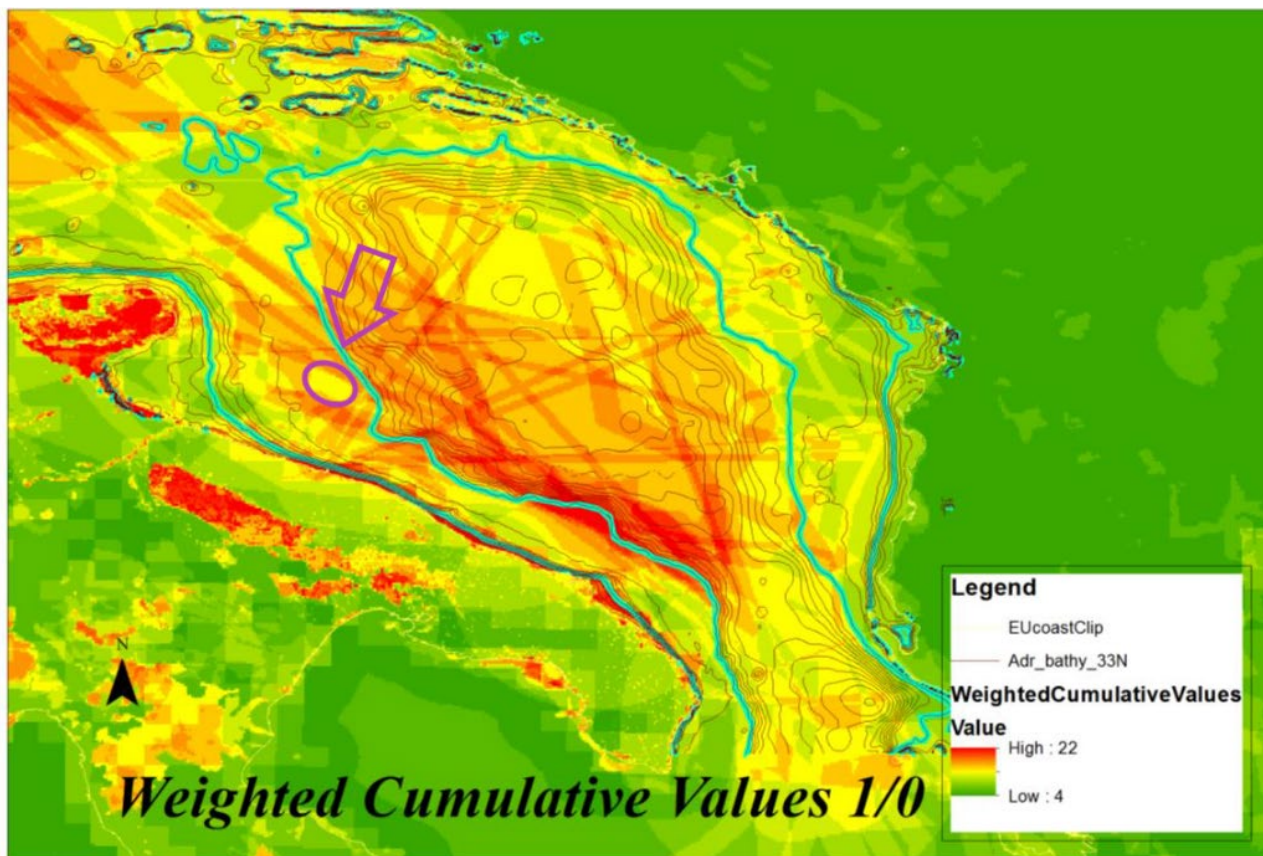 N
Weighted Cumulative Values 1/0
Legend
EUcoastClip
Adr_bathy_33N
WeightedCumulativeValues
Value
High : 22
Low : 4